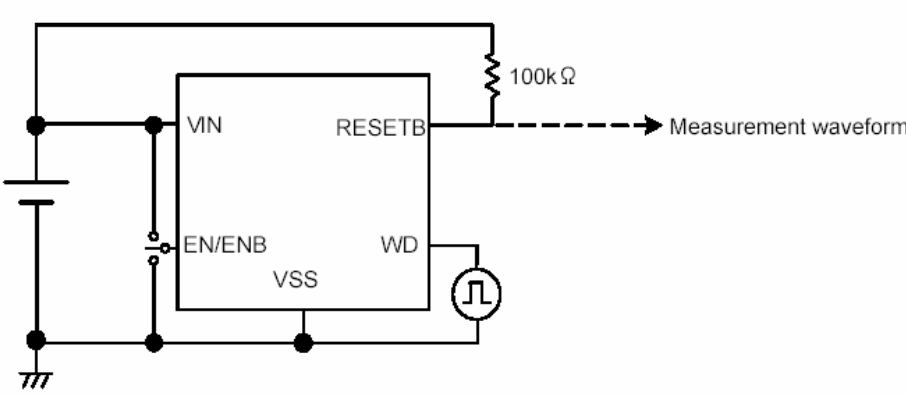 100kΩ
VIN
RESETB
Measurement waveform
EN/ENB
WD
VSS